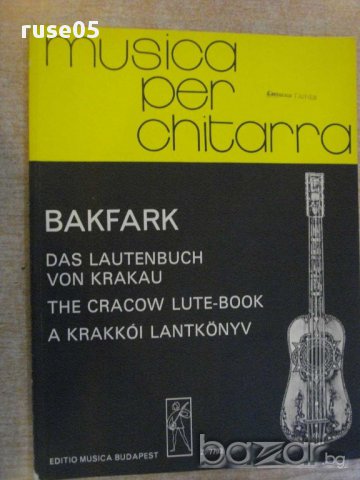 ruse05
musica
per
chitarra
BAKFARK
DAS LAUTENBUCH
VON KRAKAU
THE CRACOW LUTE-BOOK
A KRAKKÓI LANTKÖNYV
EDITIO MUSICA BUDAPEST
bazar
bg